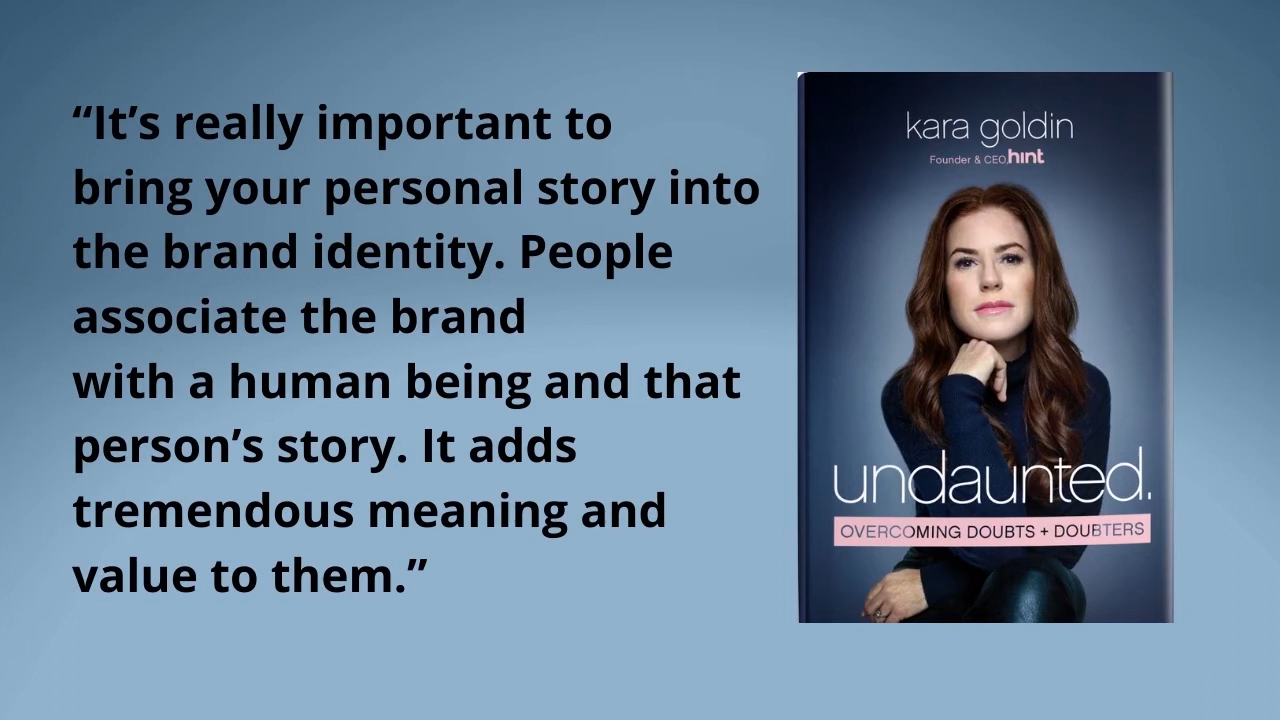 “It’s really important to
bring your personal story into
the brand identity. People
associate the brand
with a human being and that
person’s story. It adds
tremendous meaning and
value to them.”
kara goldin
Founder & CEO, hint
undaunted.
OVERCOMING DOUBTS + DOUBTERS